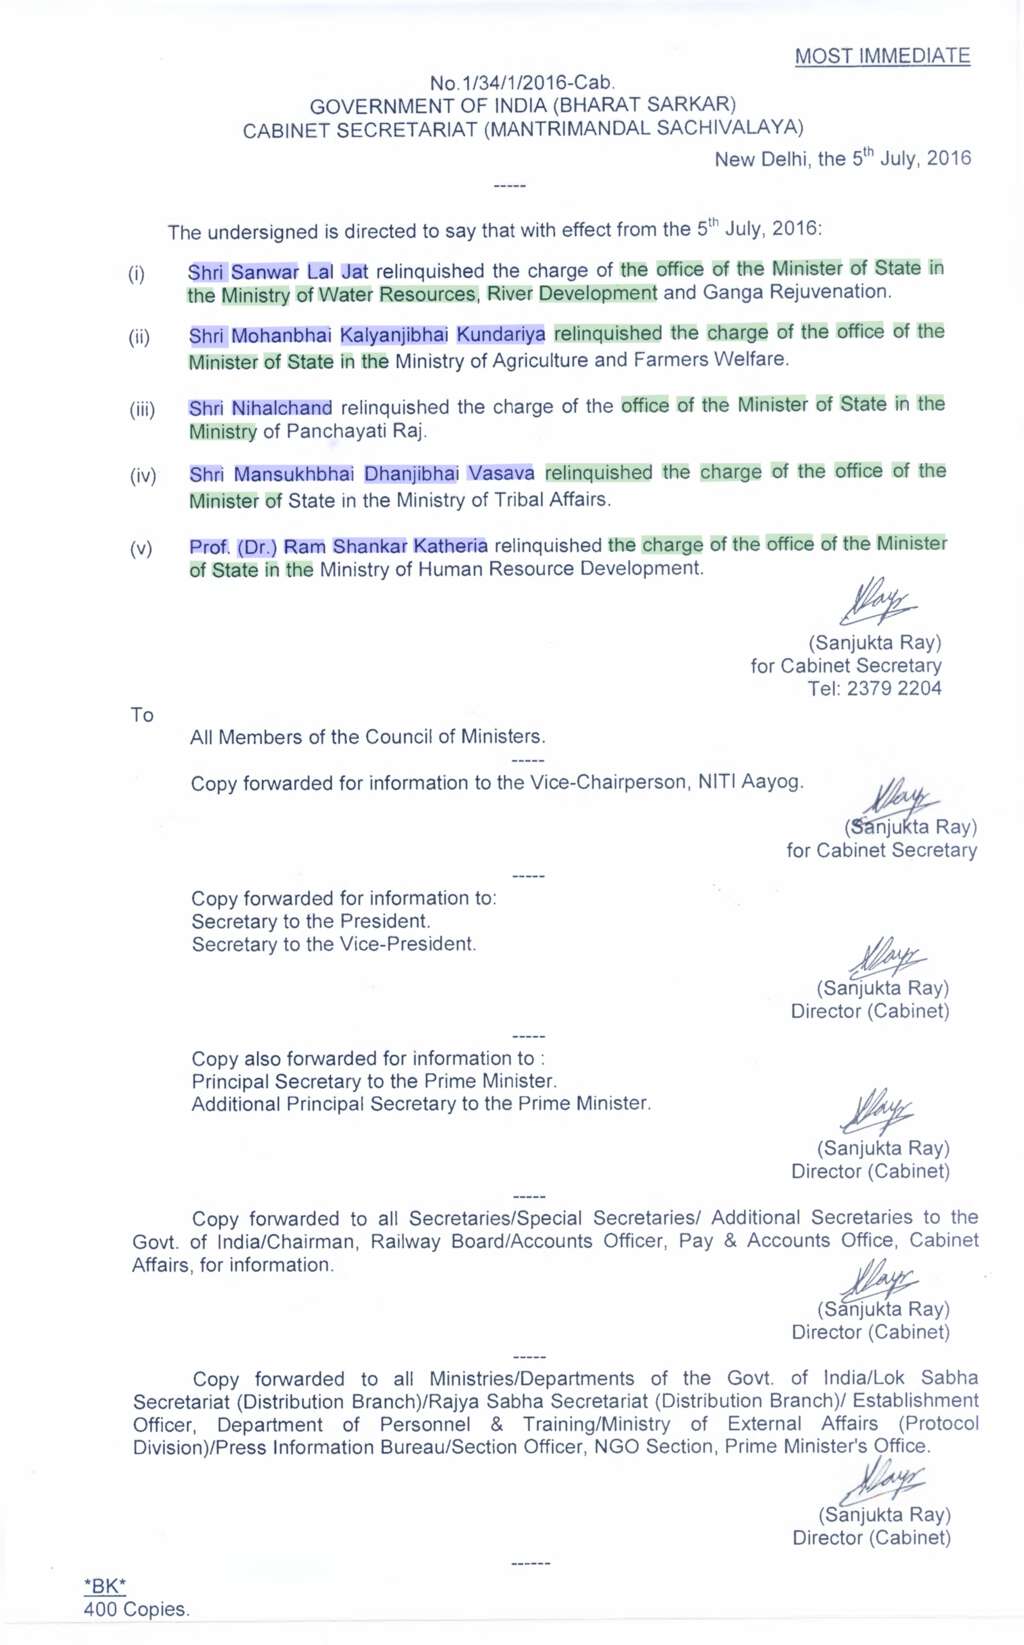 MOST IMMEDIATE
No.1/34/1/2016-Cab.
GOVERNMENT OF INDIA (BHARAT SARKAR)
CABINET SECRETARIAT (MANTRIMANDAL SACHIVALAYA)
New Delhi, the 5th July, 2016
-----
The undersigned is directed to say that with effect from the 5th July, 2016:
(i) Shri Sanwar Lal Jat relinquished the charge of the office of the Minister of State in
the Ministry of Water Resources, River Development and Ganga Rejuvenation.
(ii) Shri Mohanbhai Kalyanjibhai Kundariya relinquished the charge of the office of the
Minister of State in the Ministry of Agriculture and Farmers Welfare.
(iii) Shri Nihalchand relinquished the charge of the office of the Minister of State in the
Ministry of Panchayati Raj.
(iv) Shri Mansukhbhai Dhanjibhai Vasava relinquished the charge of the office of the
Minister of State in the Ministry of Tribal Affairs.
(v) Prof. (Dr.) Ram Shankar Katheria relinquished the charge of the office of the Minister
of State in the Ministry of Human Resource Development.
(Sanjukta Ray)
for Cabinet Secretary
Tel: 2379 2204
To
All Members of the Council of Ministers.
-----
Copy forwarded for information to the Vice-Chairperson, NITI Aayog.
(Sanjukta Ray)
for Cabinet Secretary
-----
Copy forwarded for information to:
Secretary to the President.
Secretary to the Vice-President.
(Sanjukta Ray)
Director (Cabinet)
-----
Copy also forwarded for information to :
Principal Secretary to the Prime Minister.
Additional Principal Secretary to the Prime Minister.
(Sanjukta Ray)
Director (Cabinet)
-----
Copy forwarded to all Secretaries/Special Secretaries/ Additional Secretaries to the
Govt. of India/Chairman, Railway Board/Accounts Officer, Pay & Accounts Office, Cabinet
Affairs, for information.
(Sanjukta Ray)
Director (Cabinet)
-----
Copy forwarded to all Ministries/Departments of the Govt. of India/Lok Sabha
Secretariat (Distribution Branch)/Rajya Sabha Secretariat (Distribution Branch)/ Establishment
Officer, Department of Personnel & Training/Ministry of External Affairs (Protocol
Division)/Press Information Bureau/Section Officer, NGO Section, Prime Minister's Office.
(Sanjukta Ray)
Director (Cabinet)
------
*BK*
400 Copies.